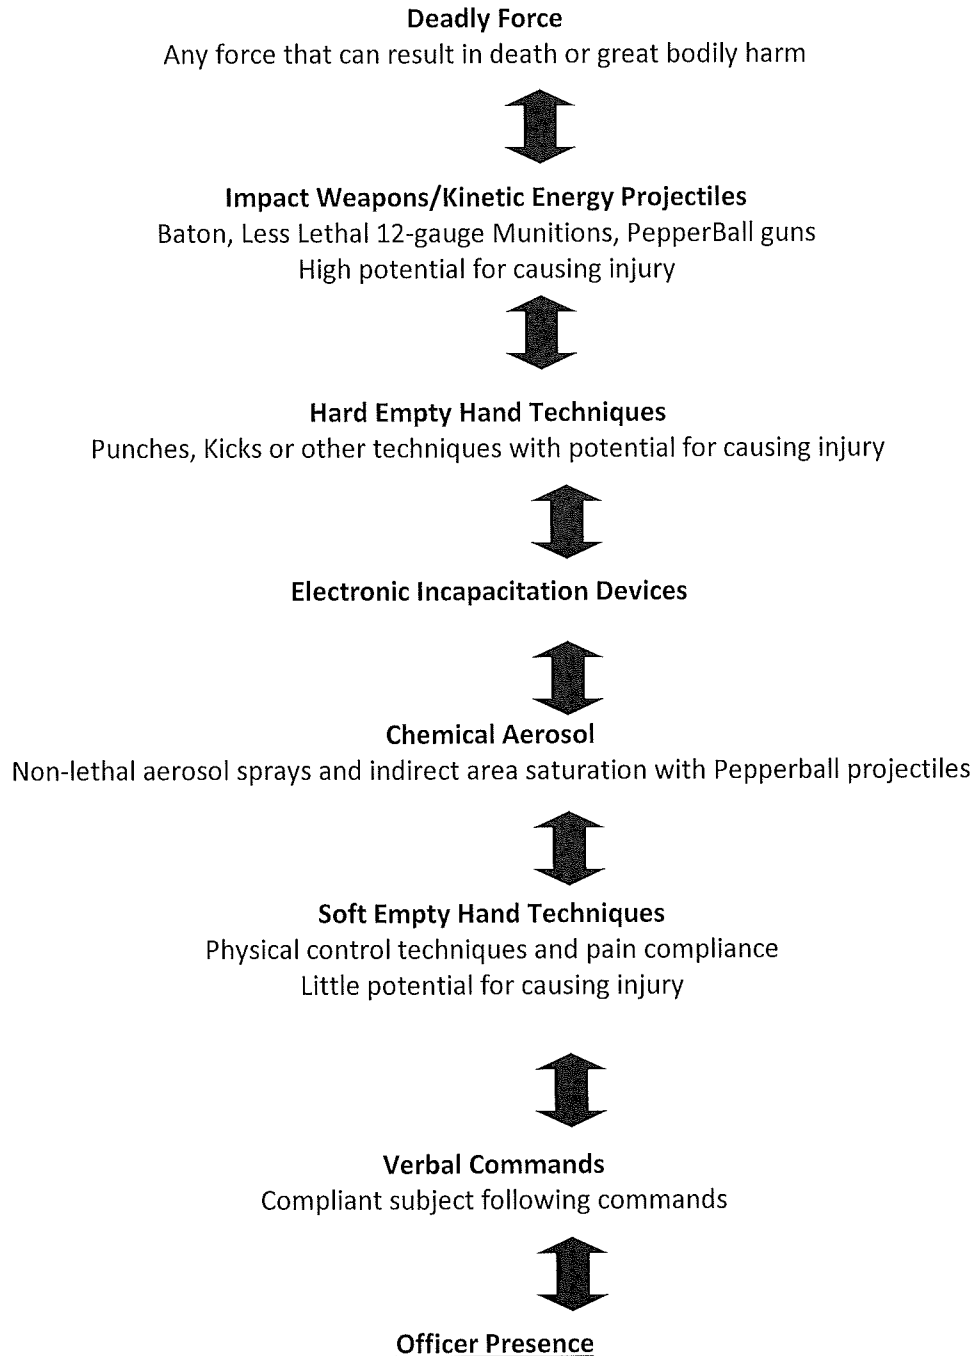 Deadly Force
Any force that can result in death or great bodily harm
Impact Weapons/Kinetic Energy Projectiles
Baton, Less Lethal 12-gauge Munitions, PepperBall guns
High potential for causing injury
Hard Empty Hand Techniques
Punches, Kicks or other techniques with potential for causing injury
Electronic Incapacitation Devices
Chemical Aerosol
Non-lethal aerosol sprays and indirect area saturation with Pepperball projectiles
Soft Empty Hand Techniques
Physical control techniques and pain compliance
Little potential for causing injury
Verbal Commands
Compliant subject following commands
Officer Presence